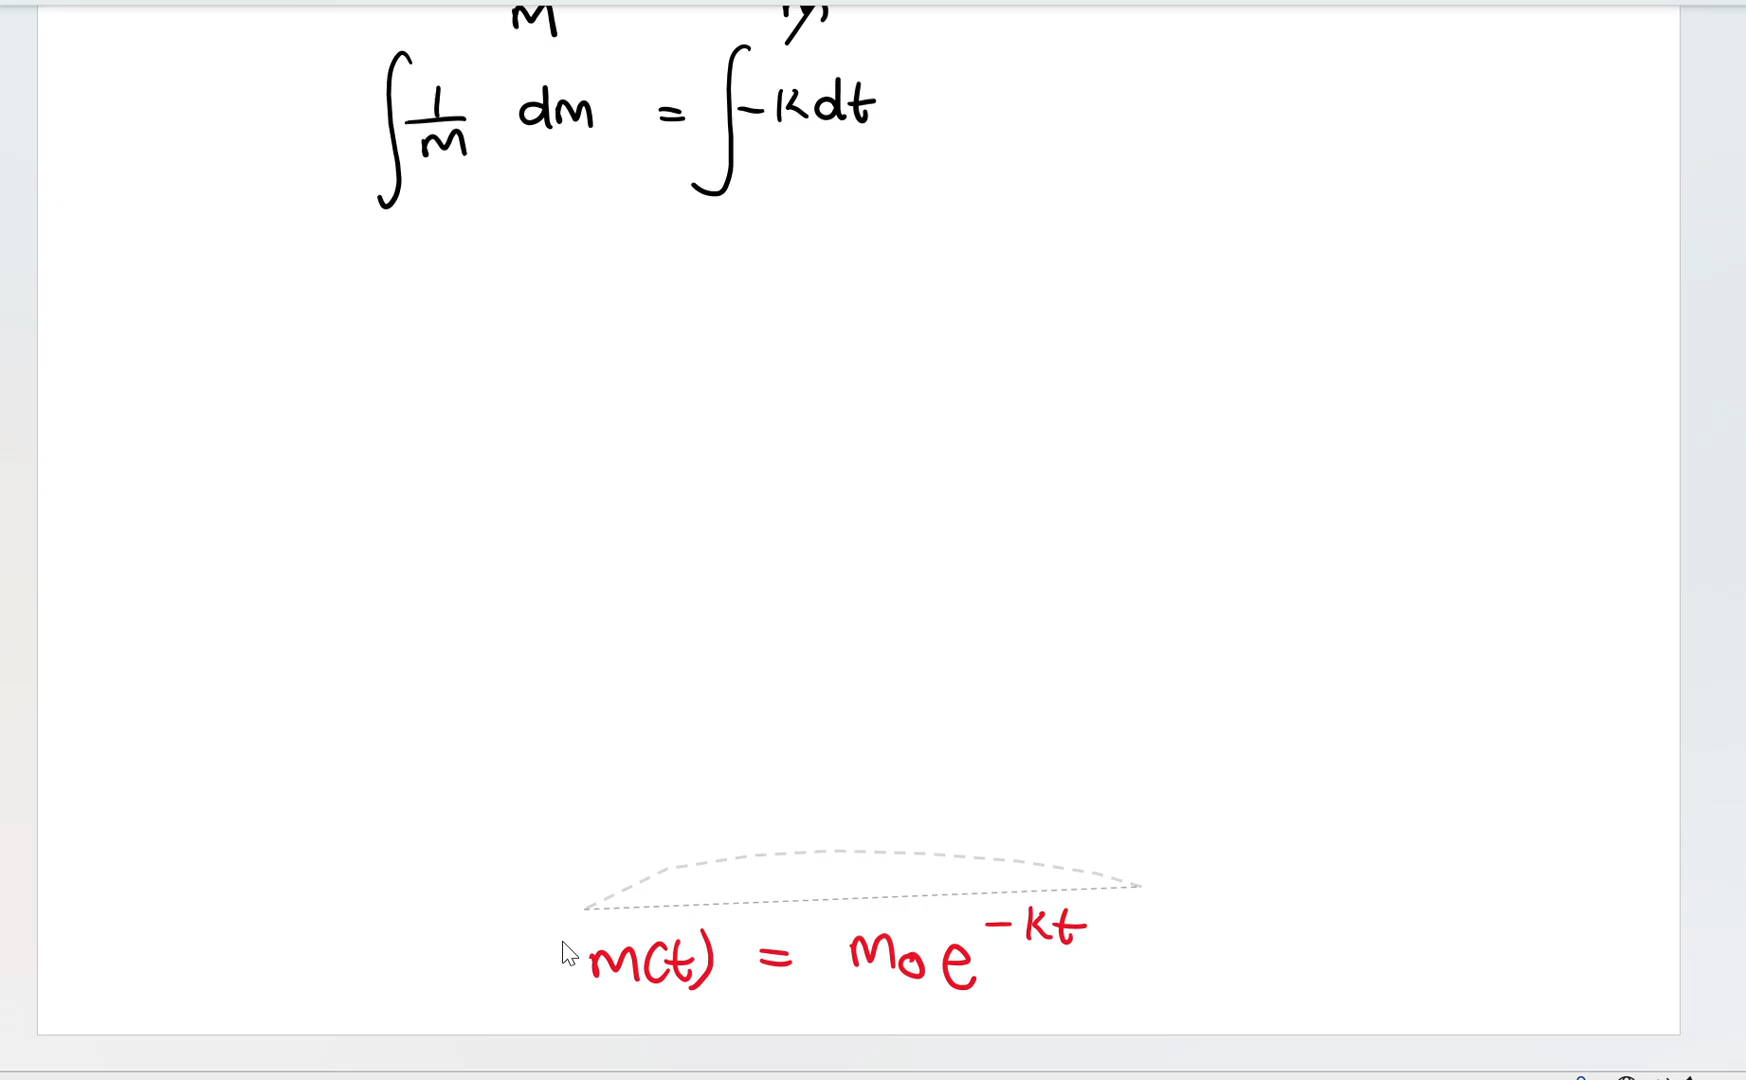 ∫ 1/m dm = ∫ -k dt
m(t) = m₀ e^{-kt}